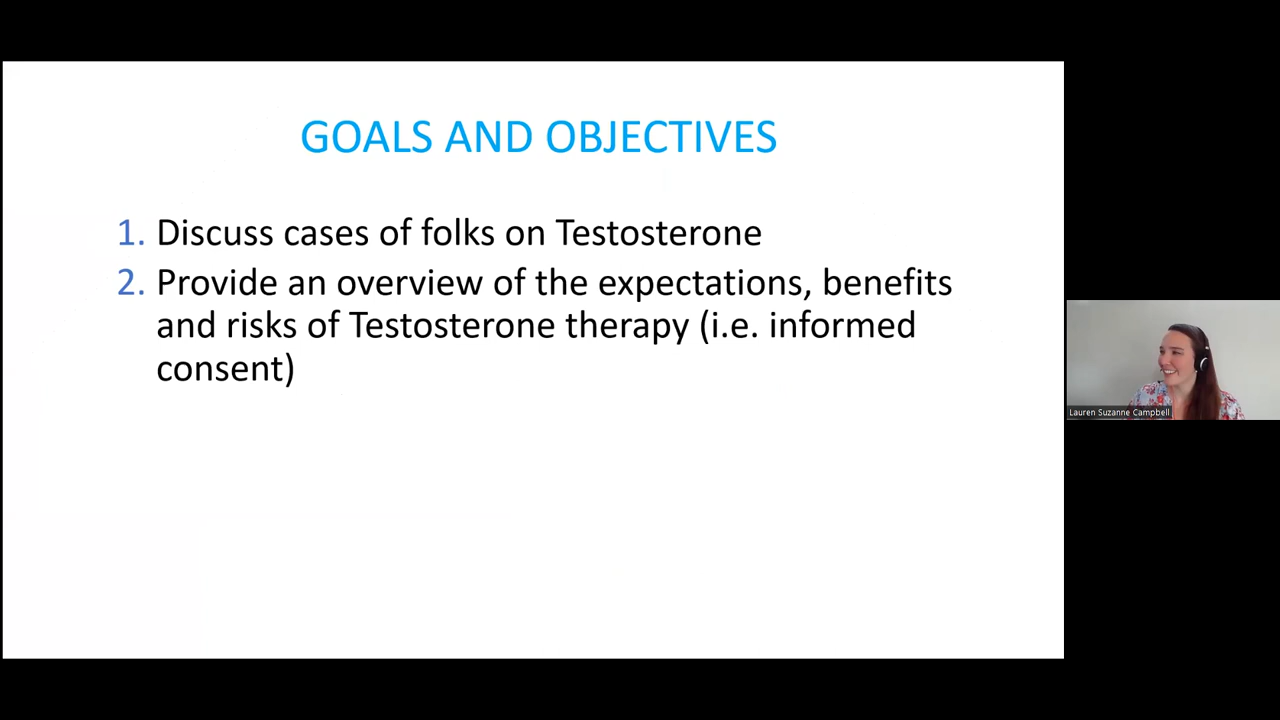 GOALS AND OBJECTIVES
1. Discuss cases of folks on Testosterone
2. Provide an overview of the expectations, benefits
and risks of Testosterone therapy (i.e. informed
consent)
Lauren Suzanne Campbell